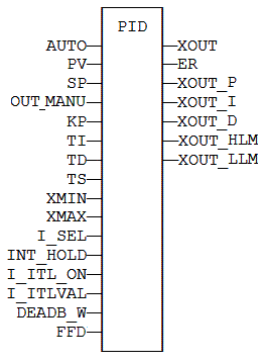 PID
AUTO XOUT
PV ER
SP XOUT_P
OUT_MANU XOUT_I
KP XOUT_D
TI XOUT_HLM
TD XOUT_LLM
TS
XMIN
XMAX
I_SEL
INT_HOLD
I_ITL_ON
I_ITLVAL
DEADB_W
FFD